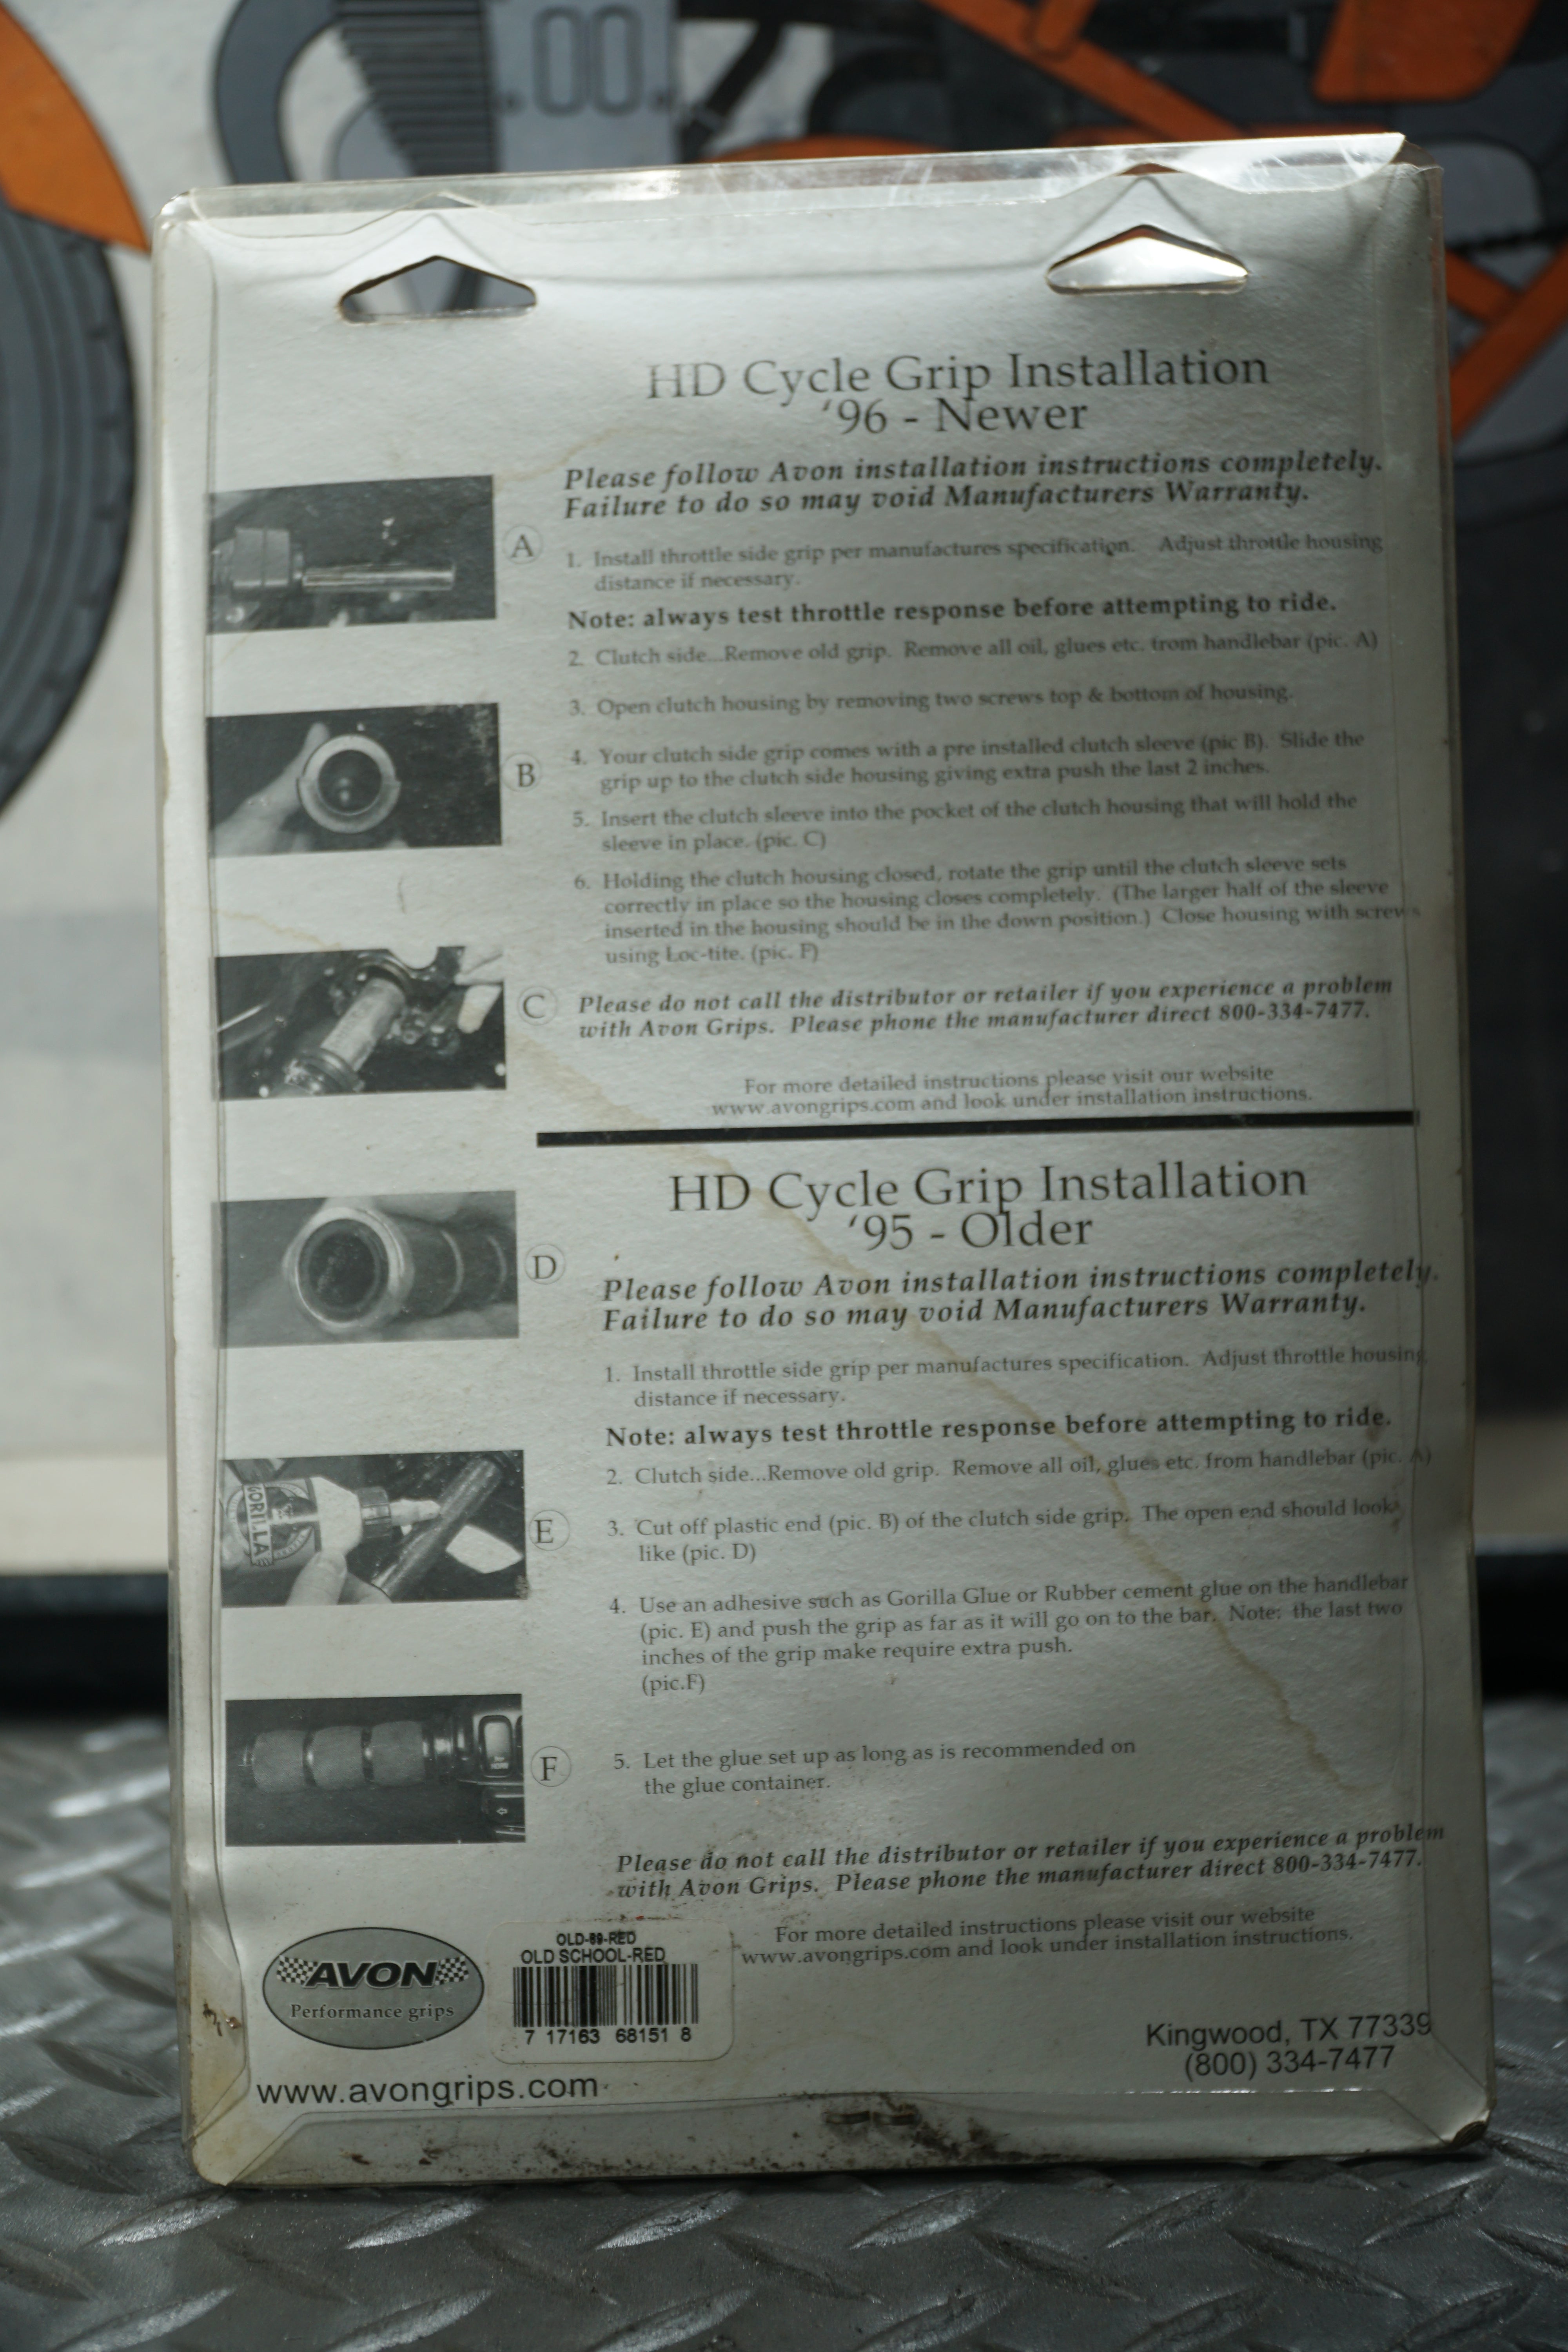 .00.
HD Cycle Grip Installation
'96 - Newer
Please follow Avon installation instructions completely.
Failure to do so may void Manufacturers Warranty.
A
1. Install throttle side grip per manufactures specification. Adjust throttle housing
distance if necessary.
Note: always test throttle response before attempting to ride.
2. Clutch side...Remove old grip. Remove all oil, glues etc. from handlebar (pic. A)
3. Open clutch housing by removing two screws top & bottom of housing.
B
4. Your clutch side grip comes with a pre installed clutch sleeve (pic B). Slide the
grip up to the clutch side housing giving extra push the last 2 inches.
5. Insert the clutch sleeve into the pocket of the clutch housing that will hold the
sleeve in place. (pic. C)
6. Holding the clutch housing closed, rotate the grip until the clutch sleeve sets
correctly in place so the housing closes completely. (The larger half of the sleeve
inserted in the housing should be in the down position.) Close housing with screws
using Loc-tite. (pic. F)
C
Please do not call the distributor or retailer if you experience a problem
with Avon Grips. Please phone the manufacturer direct 800-334-7477.
For more detailed instructions please visit our website
www.avongrips.com and look under installation instructions.
HD Cycle Grip Installation
'95 - Older
D
Please follow Avon installation instructions completely.
Failure to do so may void Manufacturers Warranty.
1. Install throttle side grip per manufactures specification. Adjust throttle housing
distance if necessary.
Note: always test throttle response before attempting to ride.
2. Clutch side...Remove old grip. Remove all oil, glues etc. from handlebar (pic. A)
GORILLA
E
3. Cut off plastic end (pic. B) of the clutch side grip. The open end should look
like (pic. D)
4. Use an adhesive such as Gorilla Glue or Rubber cement glue on the handlebar
(pic. E) and push the grip as far as it will go on to the bar. Note: the last two
inches of the grip make require extra push.
(pic.F)
F
5. Let the glue set up as long as is recommended on
the glue container.
Please do not call the distributor or retailer if you experience a problem
with Avon Grips. Please phone the manufacturer direct 800-334-7477.
For more detailed instructions please visit our website
www.avongrips.com and look under installation instructions.
AVON
Performance grips
OLD-69-RED
OLD SCHOOL-RED
7 17163 68151 8
Kingwood, TX 77339
(800) 334-7477
www.avongrips.com